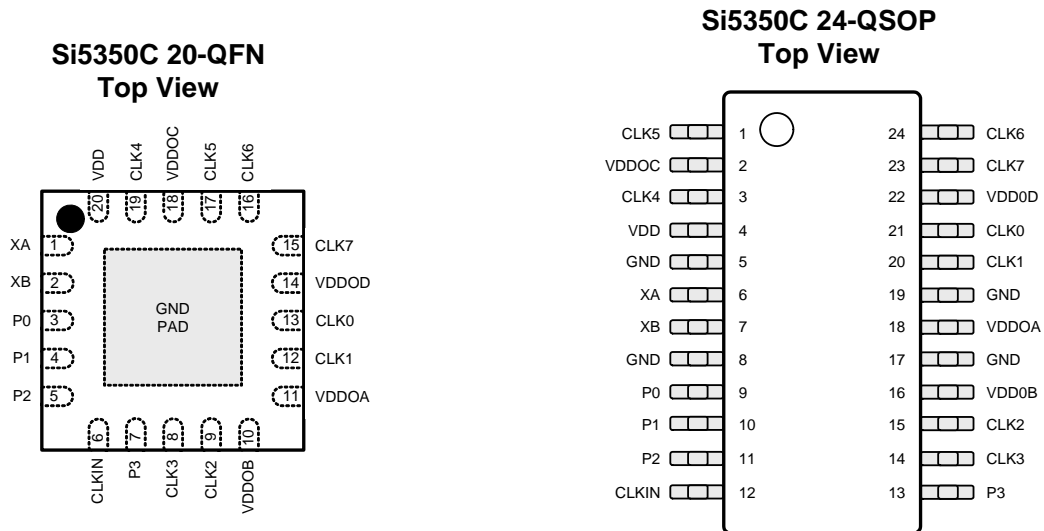 Si5350C 20-QFN
Top View
VDD
CLK4
VDDOC
CLK5
CLK6
20
19
18
17
16
XA 1
XB 2
P0 3
P1 4
P2 5
GND
PAD
15 CLK7
14 VDDOD
13 CLK0
12 CLK1
11 VDDOA
6
7
8
9
10
CLKIN
P3
CLK3
CLK2
VDDOB
Si5350C 24-QSOP
Top View
CLK5 1 24 CLK6
VDDOC 2 23 CLK7
CLK4 3 22 VDD0D
VDD 4 21 CLK0
GND 5 20 CLK1
XA 6 19 GND
XB 7 18 VDDOA
GND 8 17 GND
P0 9 16 VDD0B
P1 10 15 CLK2
P2 11 14 CLK3
CLKIN 12 13 P3